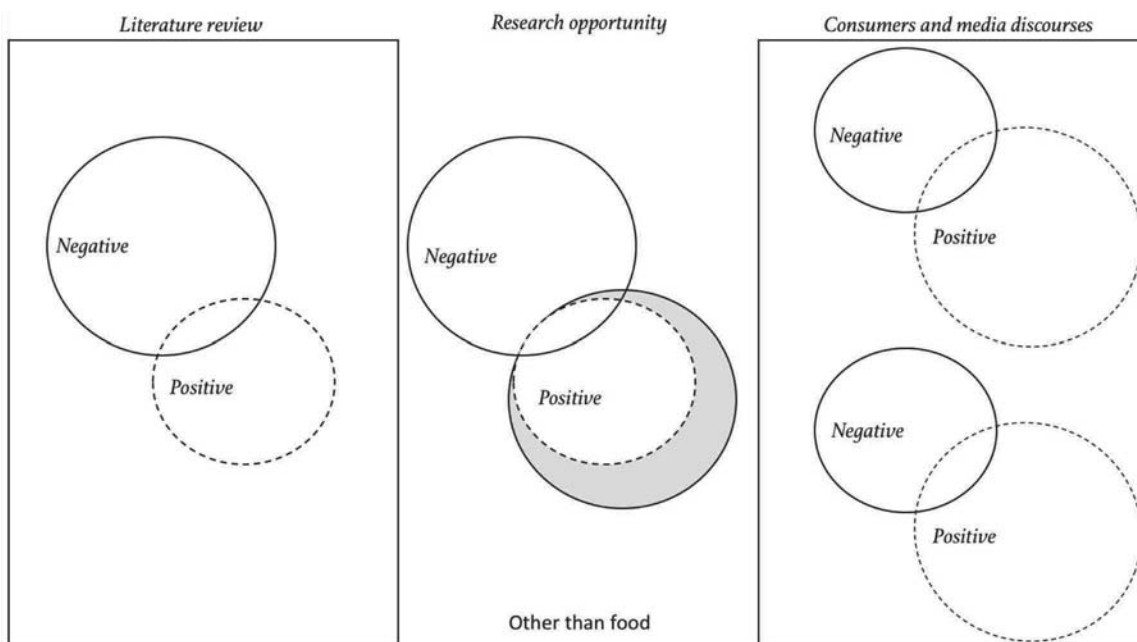 Literature review
Research opportunity
Consumers and media discourses
Negative
Positive
Negative
Positive
Other than food
Negative
Positive
Negative
Positive